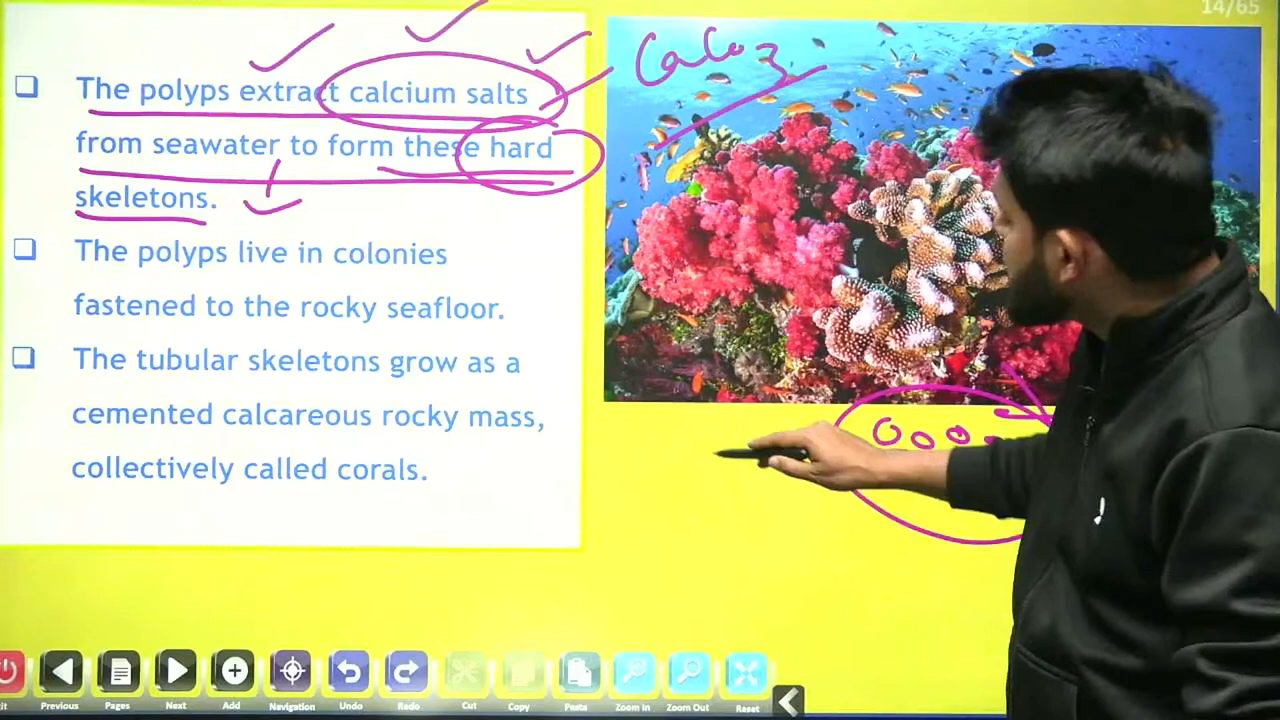 14/65
❑ The polyps extract calcium salts
from seawater to form these hard
skeletons.
❑ The polyps live in colonies
fastened to the rocky seafloor.
❑ The tubular skeletons grow as a
cemented calcareous rocky mass,
collectively called corals.
CaCo3
Previous Pages Next Add Navigation Undo Redo Cut Copy Paste Zoom In Zoom Out Reset